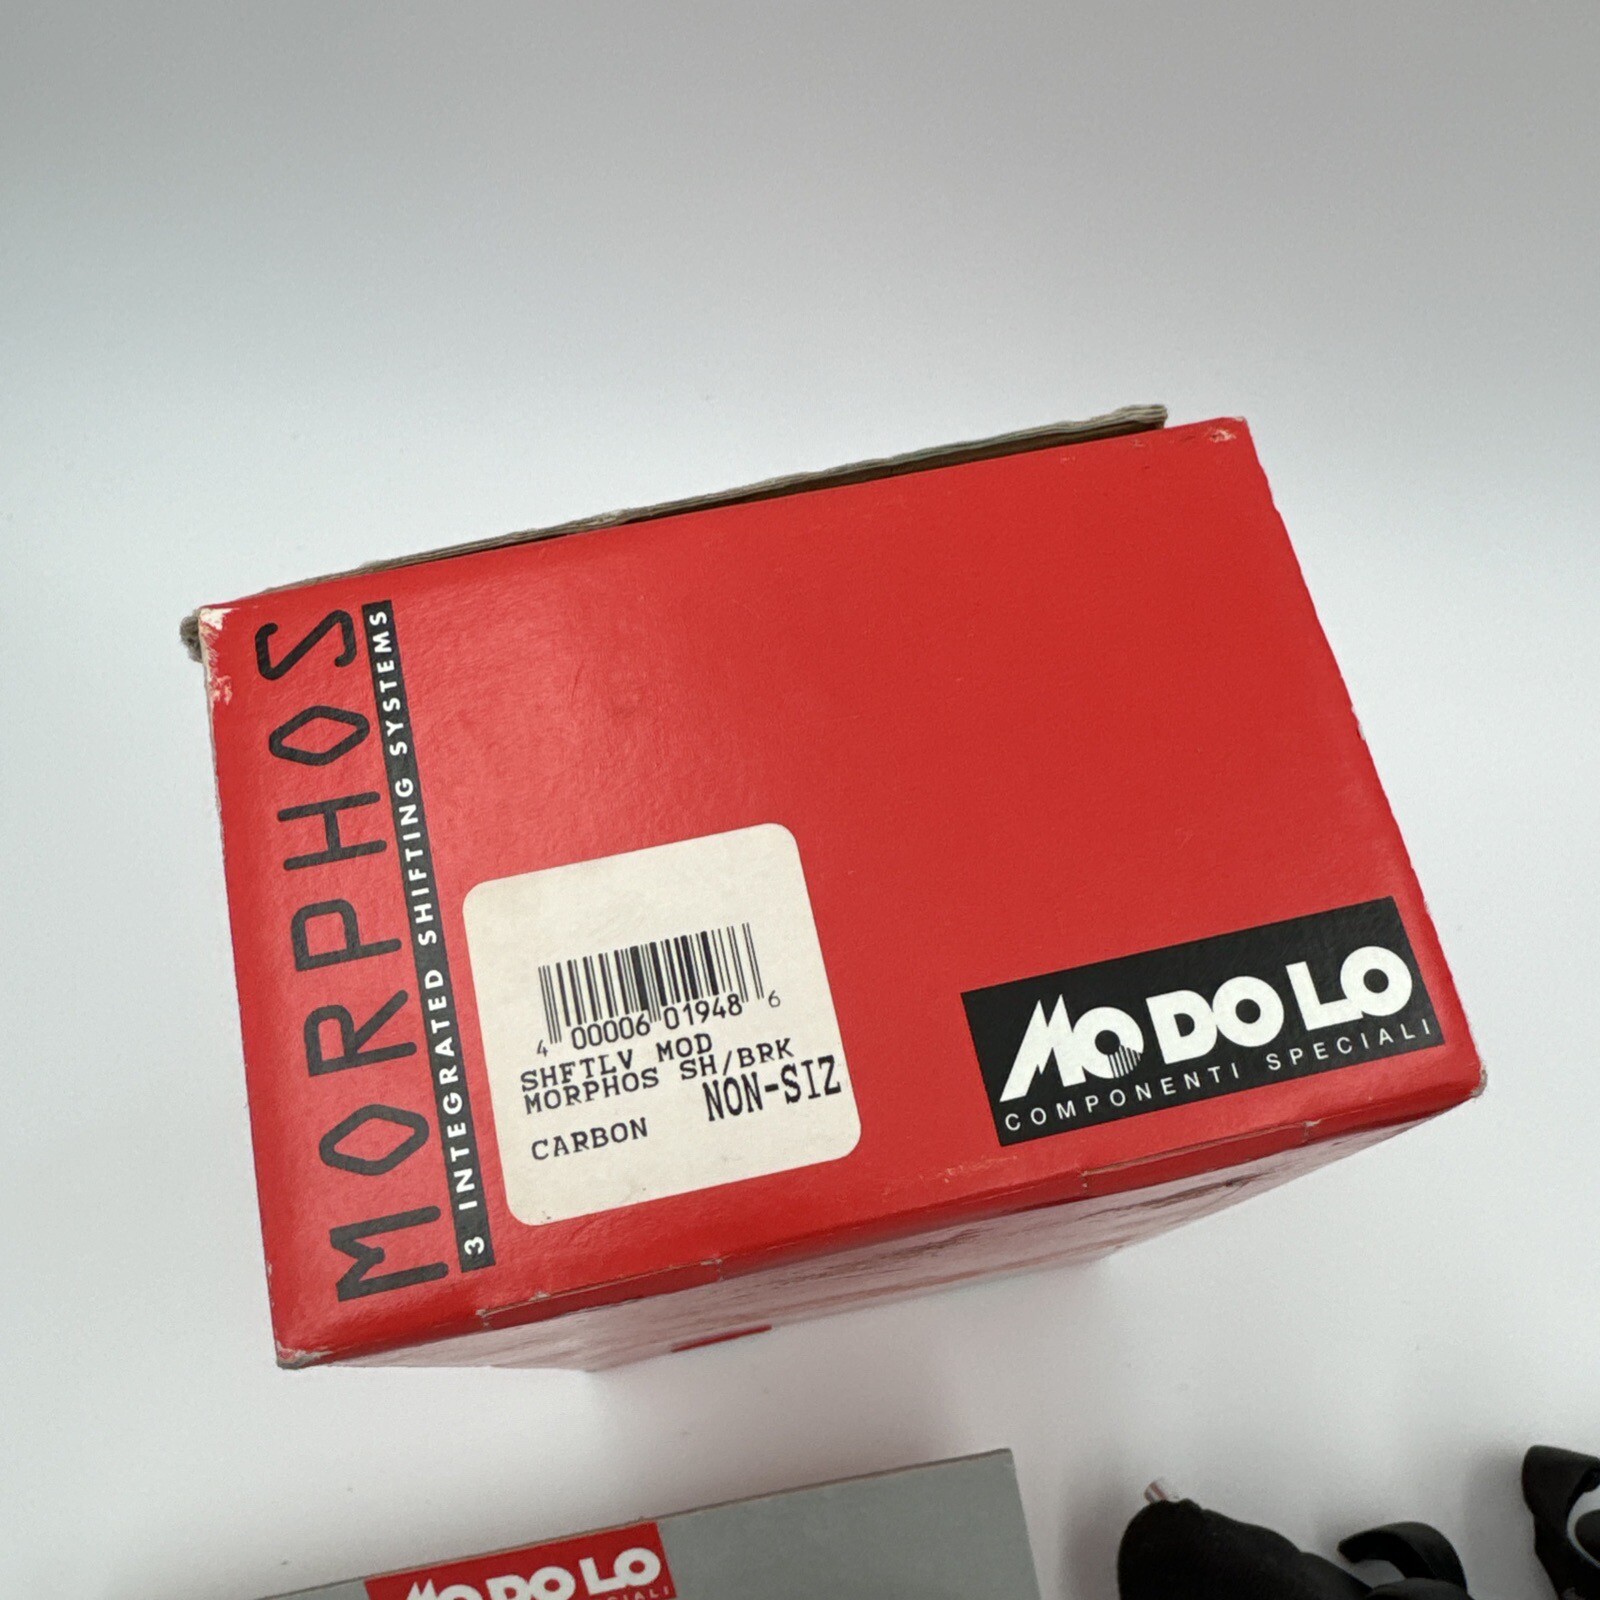 MORPHOS
3 INTEGRATED SHIFTING SYSTEMS
4 00006 01948 6
SHFTLV MOD
MORPHOS SH/BRK
NON-SIZ
CARBON
MODOLO
COMPONENTI SPECIALI
MODOLO
CIALI